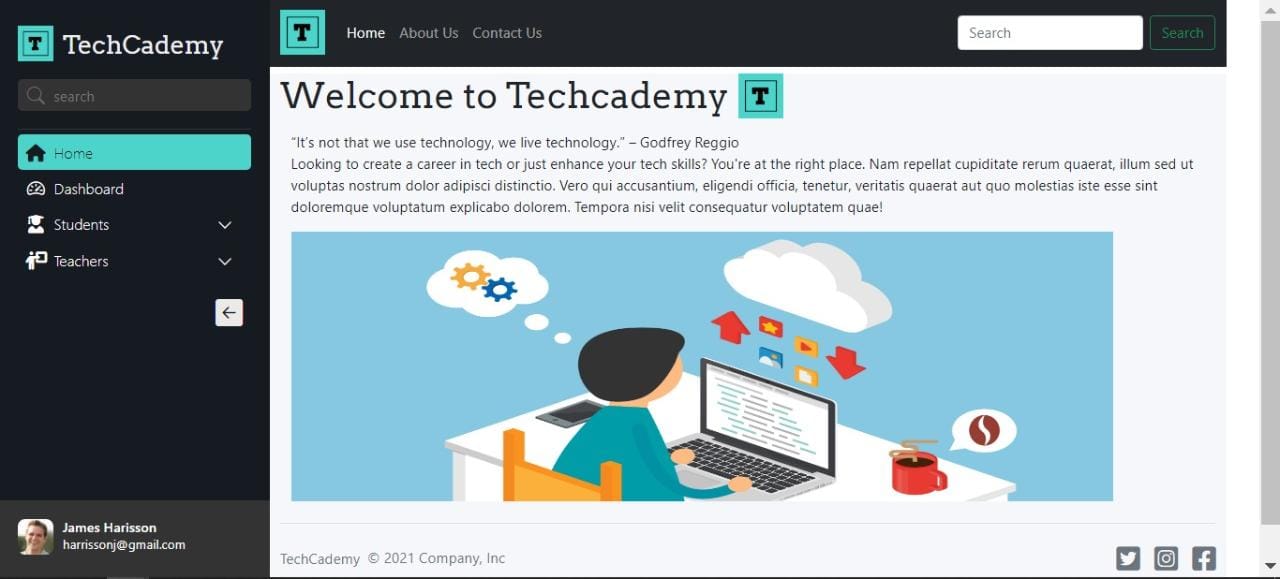 T TechCademy
search
Home
Dashboard
Students
Teachers
James Harisson
harrissonj@gmail.com
T Home About Us Contact Us Search Search
Welcome to Techcademy T
“It’s not that we use technology, we live technology.” – Godfrey Reggio
Looking to create a career in tech or just enhance your tech skills? You're at the right place. Nam repellat cupiditate rerum quaerat, illum sed ut
voluptas nostrum dolor adipisci distinctio. Vero qui accusantium, eligendi officia, tenetur, veritatis quaerat aut quo molestias iste esse sint
doloremque voluptatum explicabo dolorem. Tempora nisi velit consequatur voluptatem quae!
TechCademy © 2021 Company, Inc